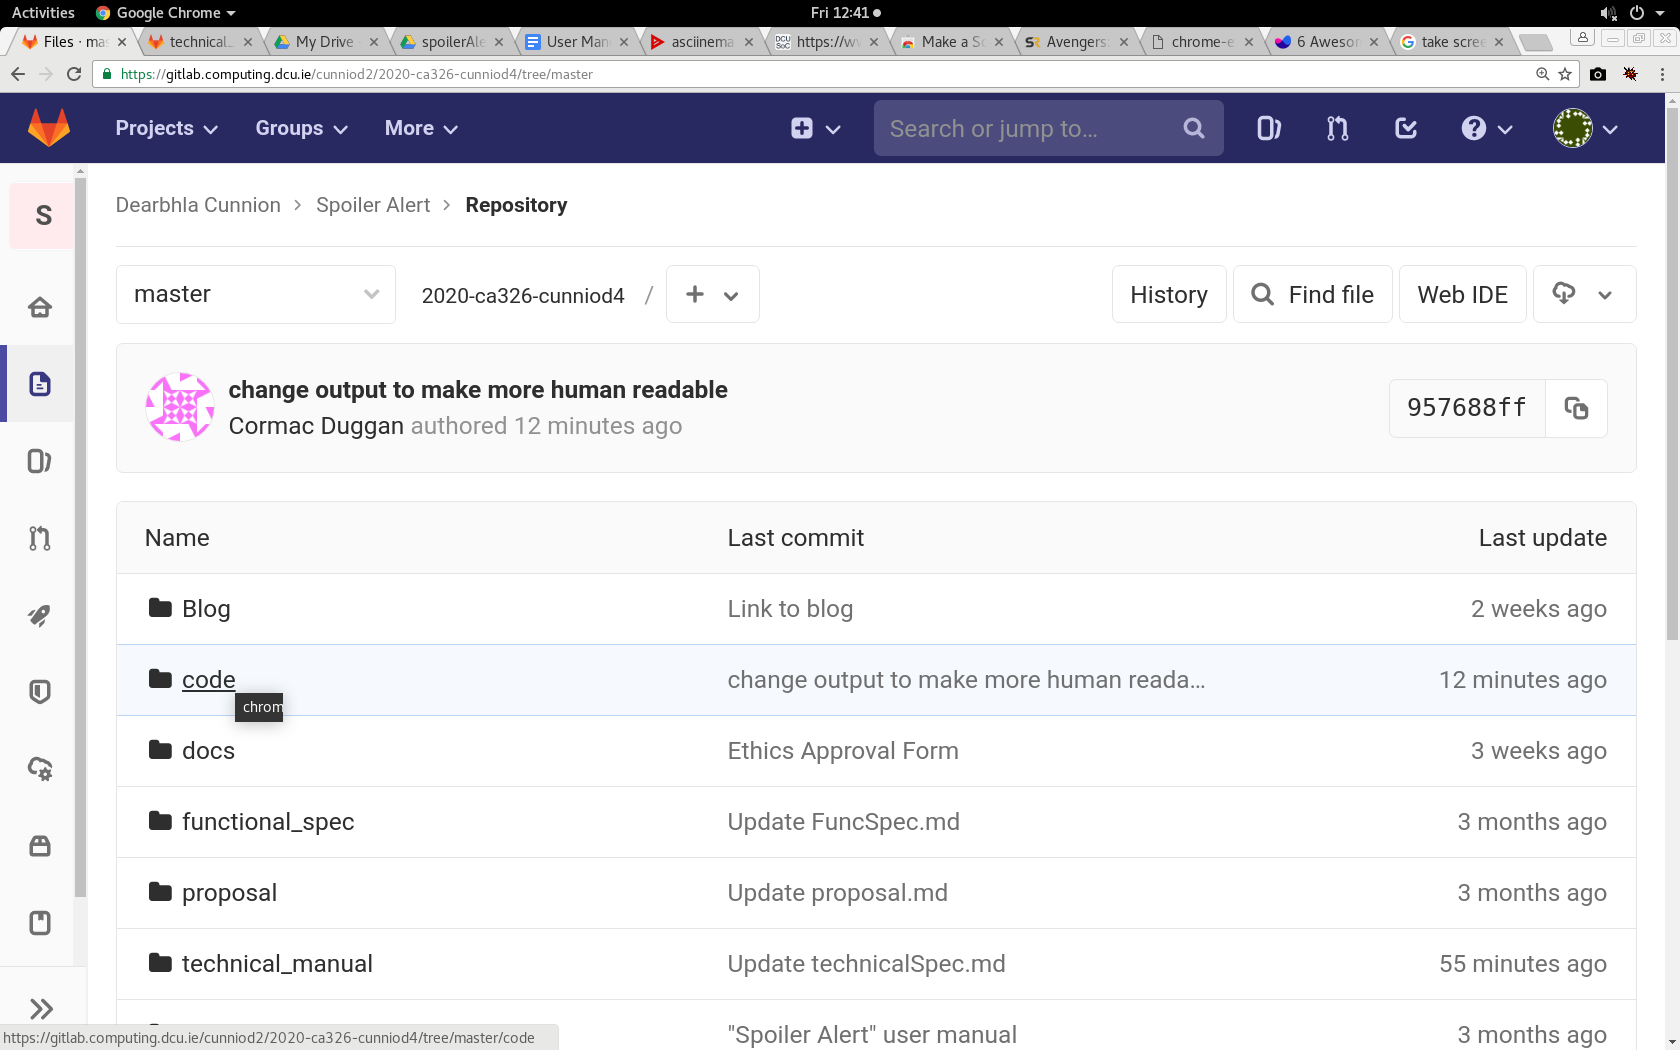 Activities Google Chrome Fri 12:41
Files · mas technical_ My Drive spoilerAle User Man asciinema https://ww Make a Sc Avengers: chrome-e 6 Awesom take scree
https://gitlab.computing.dcu.ie/cunniod2/2020-ca326-cunniod4/tree/master
Projects Groups More Search or jump to…
S
Dearbhla Cunnion > Spoiler Alert > Repository
master 2020-ca326-cunniod4 / + History Find file Web IDE
change output to make more human readable
Cormac Duggan authored 12 minutes ago
957688ff
Name Last commit Last update
Blog Link to blog 2 weeks ago
code change output to make more human reada… 12 minutes ago
chrom
docs Ethics Approval Form 3 weeks ago
functional_spec Update FuncSpec.md 3 months ago
proposal Update proposal.md 3 months ago
technical_manual Update technicalSpec.md 55 minutes ago
"Spoiler Alert" user manual 3 months ago
https://gitlab.computing.dcu.ie/cunniod2/2020-ca326-cunniod4/tree/master/code